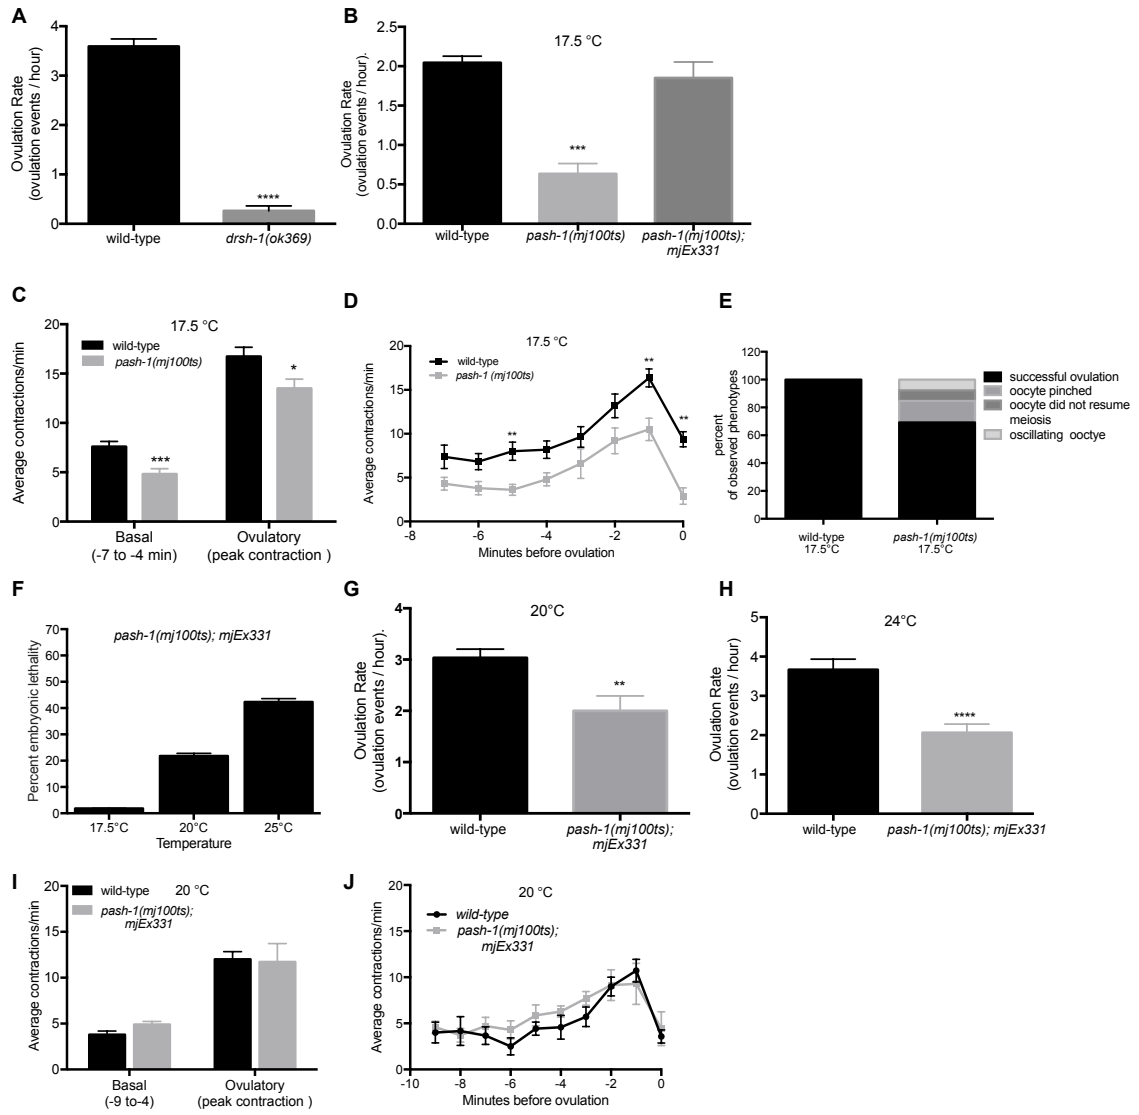 A
Ovulation Rate
(ovulation events / hour)
4
3
2
1
0
****
wild-type
drsh-1(ok369)
B
17.5 °C
Ovulation Rate
(ovulation events / hour).
2.5
2.0
1.5
1.0
0.5
0.0
***
wild-type
pash-1(mj100ts)
pash-1(mj100ts);
mjEx331
C
17.5 °C
wild-type
pash-1(mj100ts)
Average contractions/min
20
15
10
5
0
***
*
Basal
(-7 to -4 min)
Ovulatory
(peak contraction )
D
17.5 °C
wild-type
pash-1 (mj100ts)
Average contractions/min
20
15
10
5
0
**
**
**
-8
-6
-4
-2
0
Minutes before ovulation
E
percent
of observed phenotypes
120
100
80
60
40
20
0
wild-type
17.5°C
pash-1(mj100ts)
17.5°C
successful ovulation
oocyte pinched
oocyte did not resume
meiosis
oscillating ooctye
F
pash-1(mj100ts); mjEx331
Percent embryonic lethality
70
60
50
40
30
20
10
0
17.5°C
20°C
25°C
Temperature
G
20°C
Ovulation Rate
(ovulation events / hour).
4
3
2
1
0
**
wild-type
pash-1(mj100ts);
mjEx331
H
24°C
Ovulation Rate
(ovulation events / hour)
5
4
3
2
1
0
****
wild-type
pash-1(mj100ts); mjEx331
I
wild-type
20 °C
pash-1(mj100ts);
mjEx331
Average contractions/min
20
15
10
5
0
Basal
(-9 to-4)
Ovulatory
(peak contraction )
J
20 °C
wild-type
pash-1(mj100ts);
mjEx331
Average contractions/min
20
15
10
5
0
-10
-8
-6
-4
-2
0
Minutes before ovulation